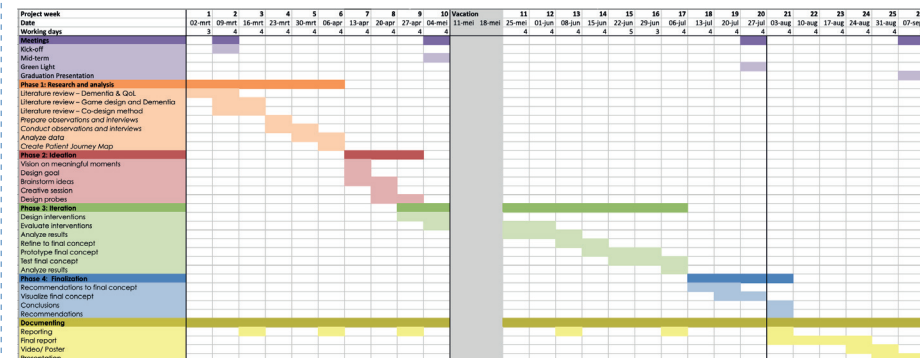 Project week 1 2 3 4 5 6 7 8 9 10 Vacation 11 12 13 14 15 16 17 18 19 20 21 22 23 24 25
Date 02-mrt 09-mrt 16-mrt 23-mrt 30-mrt 06-apr 13-apr 20-apr 27-apr 04-mei 11-mei 18-mei 25-mei 01-jun 08-jun 15-jun 22-jun 29-jun 06-jul 13-jul 20-jul 27-jul 03-aug 10-aug 17-aug 24-aug 31-aug
Working days 3 4 4 4 4 4 4 4 4 4 4 4 4 4 5 3 4 4 4 4 4 4 4 4 4 4
Meetings
Kick-off
Mid-term
Green Light
Graduation Presentation
Phase 1: Research and analysis
Literature review – Dementia & QoL
Literature review – Game design and Dementia
Literature review – Co-design method
Prepare observations and interviews
Conduct observations and interviews
Analyze data
Create Patient Journey Map
Phase 2: Ideation
Vision on meaningful moments
Design goal
Brainstorm ideas
Creative session
Design probes
Phase 3: Iteration
Design interventions
Evaluate interventions
Analyze results
Refine to final concept
Prototype final concept
Test final concept
Analyze results
Phase 4: Finalization
Recommendations to final concept
Visualize final concept
Conclusions
Recommendations
Documenting
Reporting
Final report
Video/ Poster
Presentation